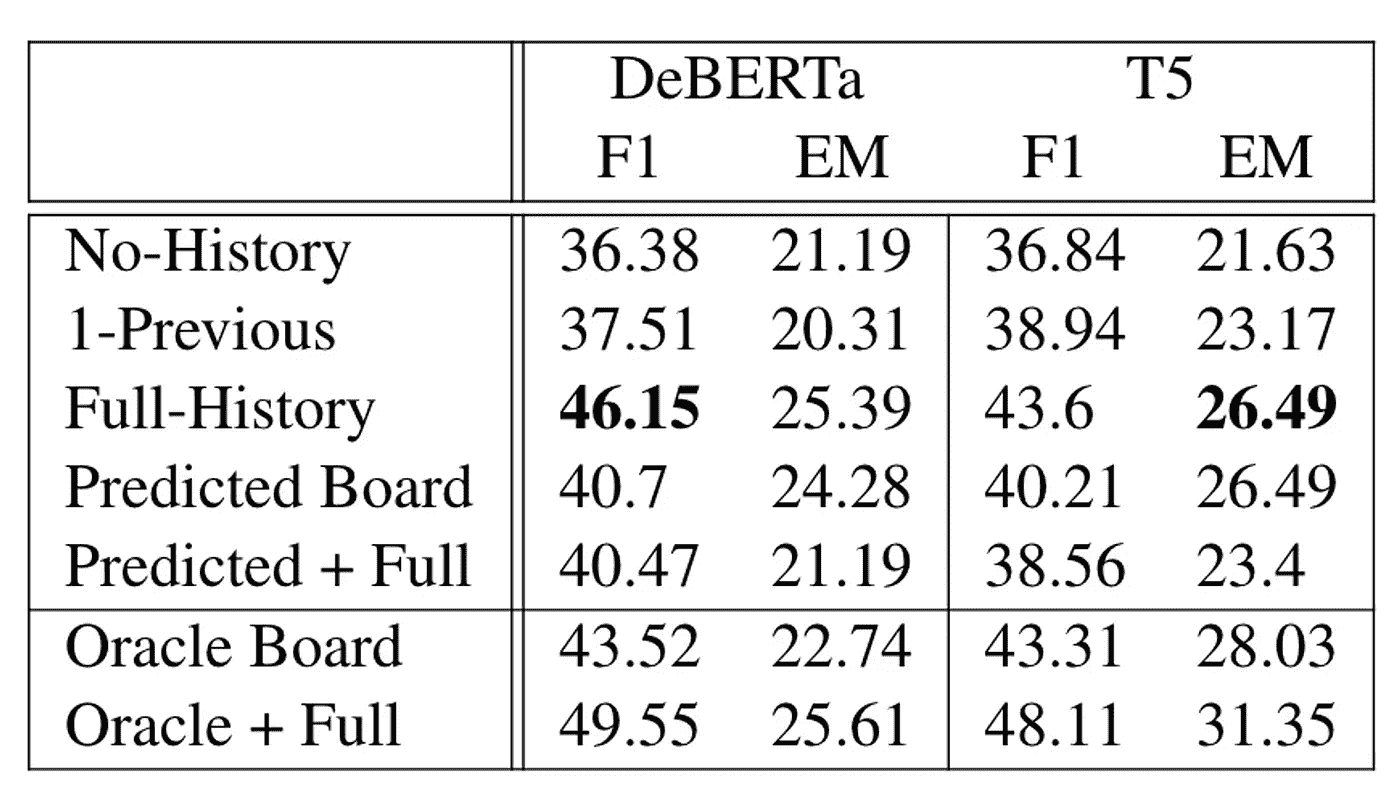 DeBERTa T5
F1 EM F1 EM
No-History 36.38 21.19 36.84 21.63
1-Previous 37.51 20.31 38.94 23.17
Full-History 46.15 25.39 43.6 26.49
Predicted Board 40.7 24.28 40.21 26.49
Predicted + Full 40.47 21.19 38.56 23.4
Oracle Board 43.52 22.74 43.31 28.03
Oracle + Full 49.55 25.61 48.11 31.35